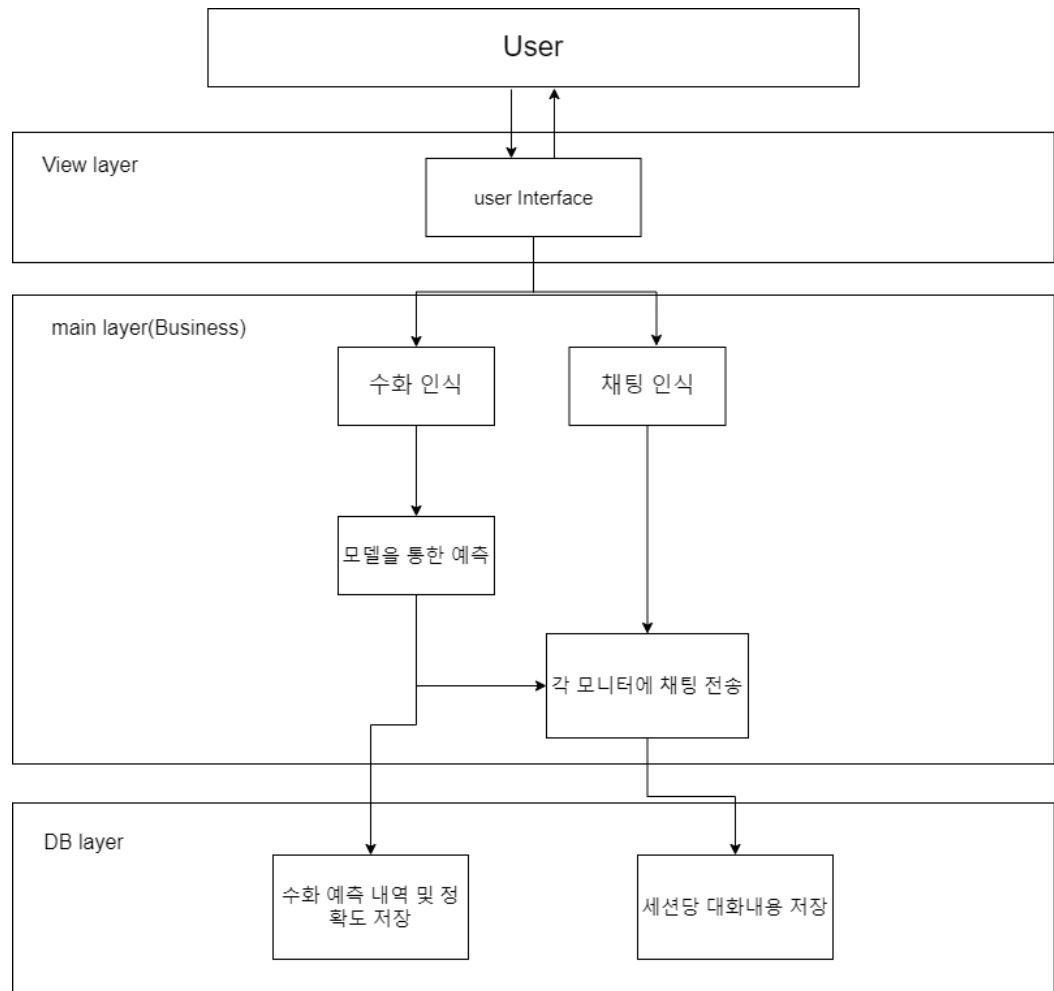 User
View layer
user Interface
main layer(Business)
수화 인식
채팅 인식
모델을 통한 예측
각 모니터에 채팅 전송
DB layer
수화 예측 내역 및 정
확도 저장
세션당 대화내용 저장